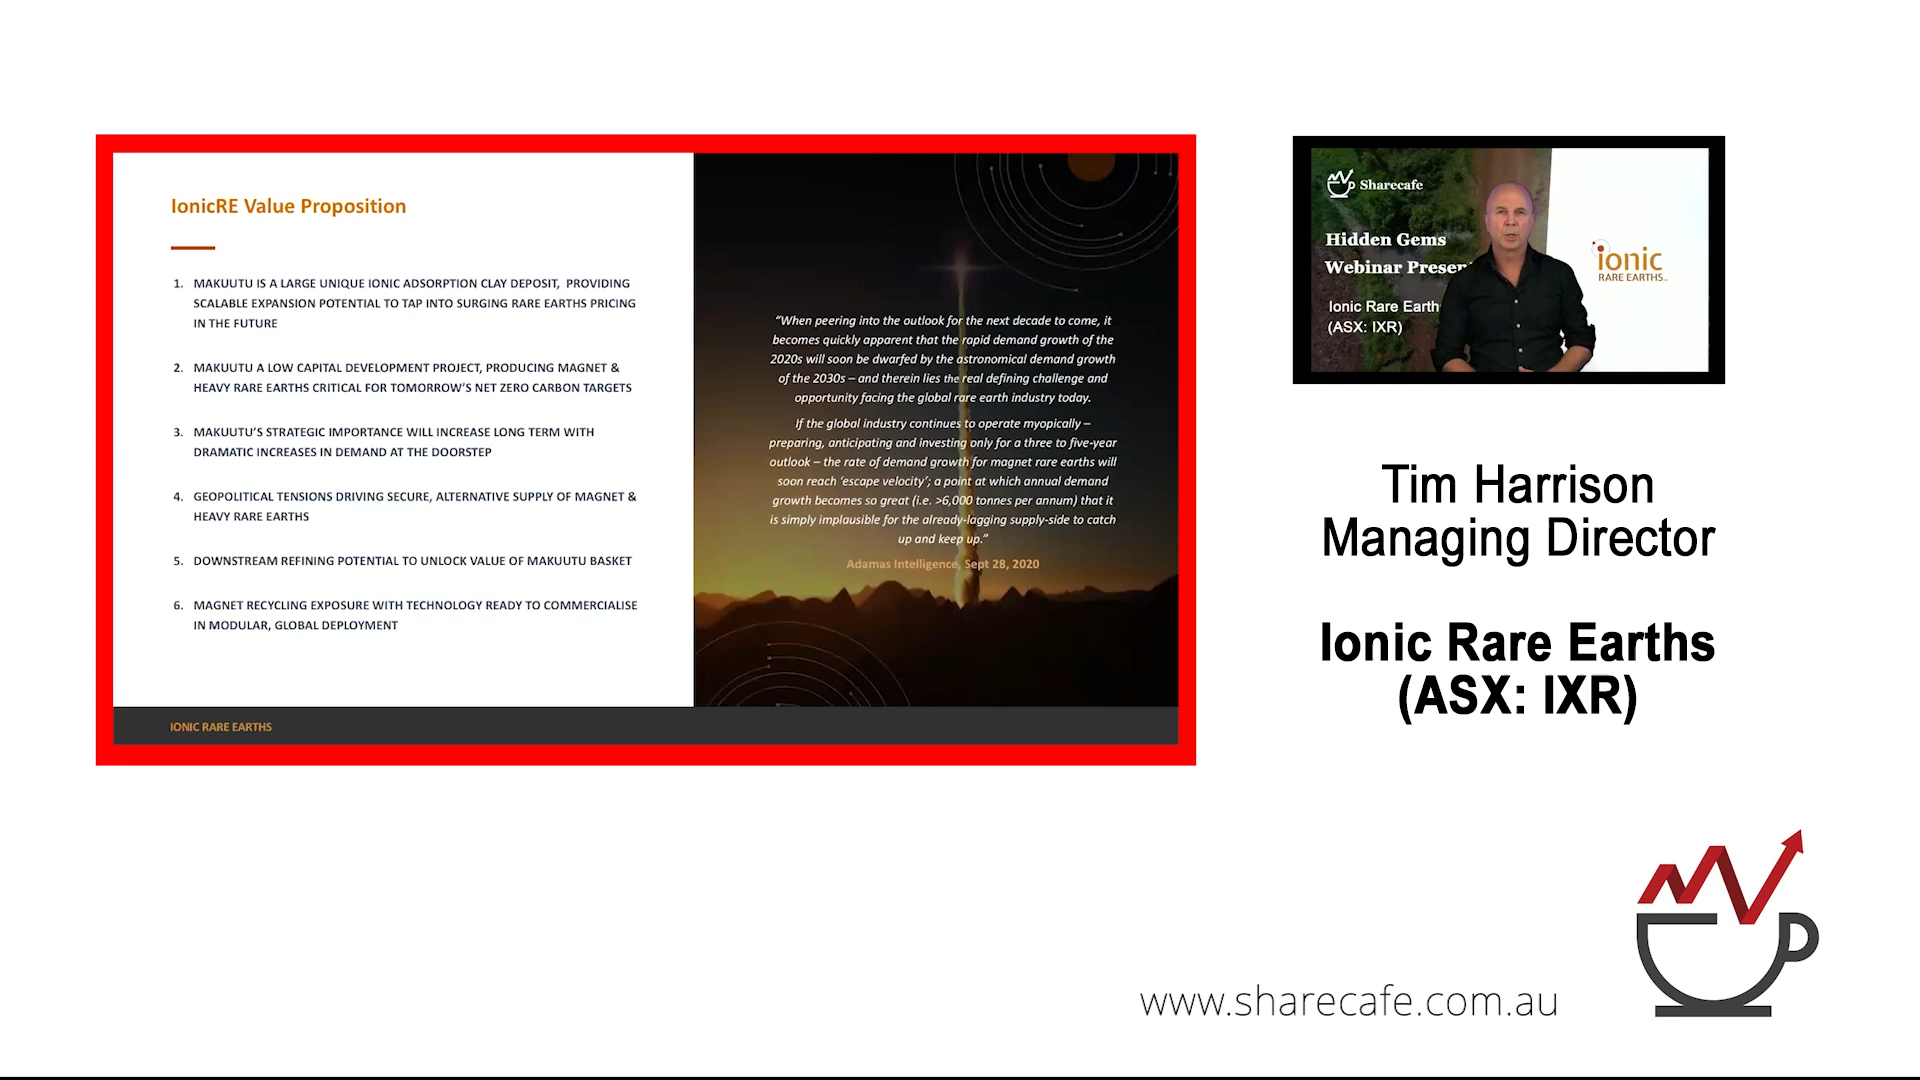 IonicRE Value Proposition
1. MAKUUTU IS A LARGE UNIQUE IONIC ADSORPTION CLAY DEPOSIT, PROVIDING
SCALABLE EXPANSION POTENTIAL TO TAP INTO SURGING RARE EARTHS PRICING
IN THE FUTURE
2. MAKUUTU A LOW CAPITAL DEVELOPMENT PROJECT, PRODUCING MAGNET &
HEAVY RARE EARTHS CRITICAL FOR TOMORROW'S NET ZERO CARBON TARGETS
3. MAKUUTU'S STRATEGIC IMPORTANCE WILL INCREASE LONG TERM WITH
DRAMATIC INCREASES IN DEMAND AT THE DOORSTEP
4. GEOPOLITICAL TENSIONS DRIVING SECURE, ALTERNATIVE SUPPLY OF MAGNET &
HEAVY RARE EARTHS
5. DOWNSTREAM REFINING POTENTIAL TO UNLOCK VALUE OF MAKUUTU BASKET
6. MAGNET RECYCLING EXPOSURE WITH TECHNOLOGY READY TO COMMERCIALISE
IN MODULAR, GLOBAL DEPLOYMENT
IONIC RARE EARTHS
"When peering into the outlook for the next decade to come, it
becomes quickly apparent that the rapid demand growth of the
2020s will soon be dwarfed by the astronomical demand growth
of the 2030s – and therein lies the real defining challenge and
opportunity facing the global rare earth industry today.
If the global industry continues to operate myopically –
preparing, anticipating and investing only for a three to five-year
outlook – the rate of demand growth for magnet rare earths will
soon reach 'escape velocity'; a point at which annual demand
growth becomes so great (i.e. >6,000 tonnes per annum) that it
is simply implausible for the already-lagging supply-side to catch
up and keep up."
Adamas Intelligence, Sept 28, 2020
Sharecafe
Hidden Gems
Webinar Presen
Ionic Rare Earth
(ASX: IXR)
ionic
RARE EARTHS
Tim Harrison
Managing Director
Ionic Rare Earths
(ASX: IXR)
www.sharecafe.com.au